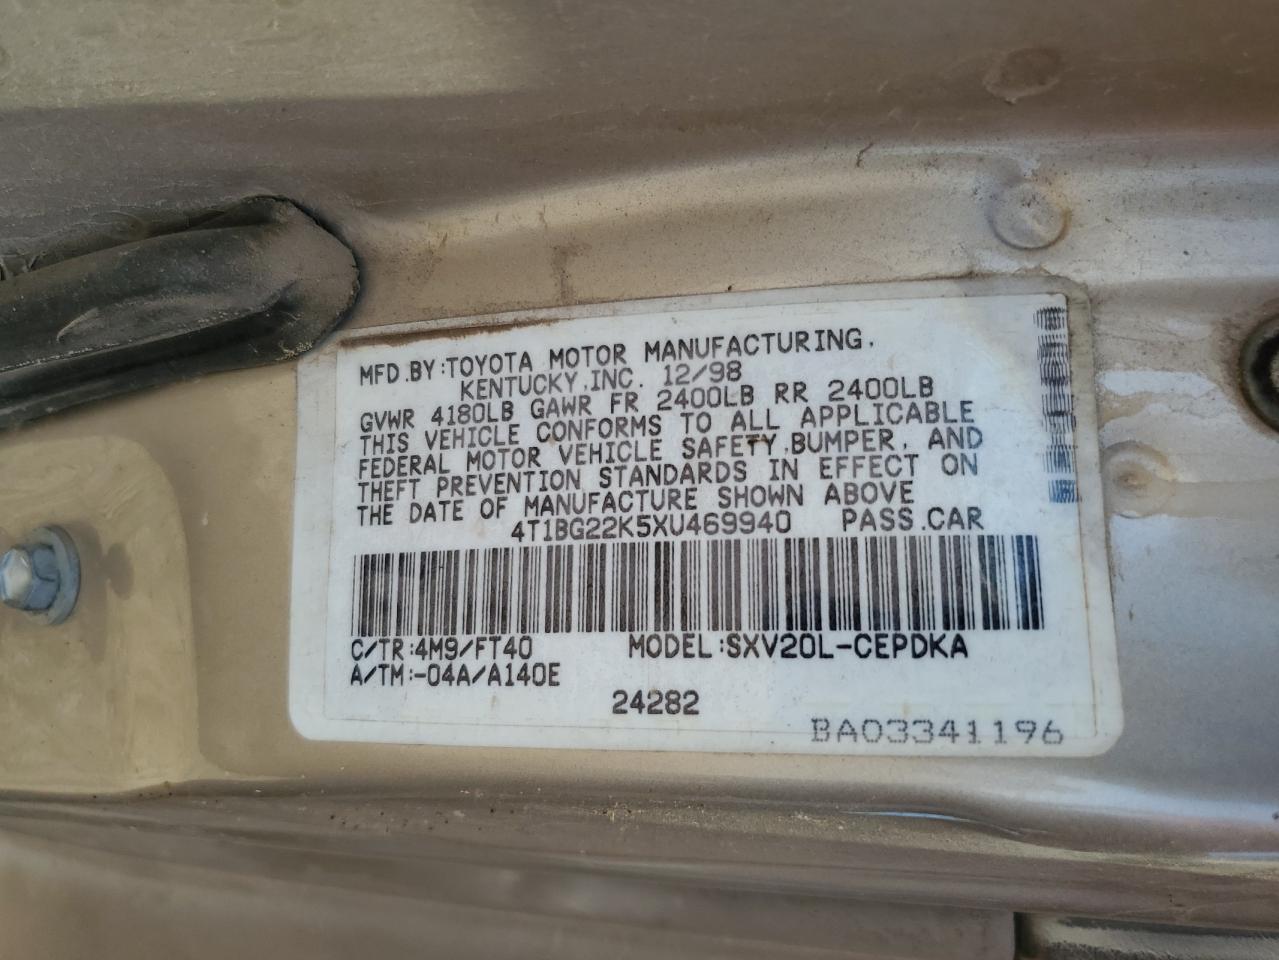 MFD.BY:TOYOTA MOTOR MANUFACTURING,
KENTUCKY,INC. 12/98
GVWR 4180LB GAWR FR 2400LB RR 2400LB
THIS VEHICLE CONFORMS TO ALL APPLICABLE
FEDERAL MOTOR VEHICLE SAFETY,BUMPER, AND
THEFT PREVENTION STANDARDS IN EFFECT ON
THE DATE OF MANUFACTURE SHOWN ABOVE
4T1BG22K5XU469940 PASS.CAR
C/TR:4M9/FT40 MODEL:SXV20L-CEPDKA
A/TM:-04A/A140E
24282
BA03341196